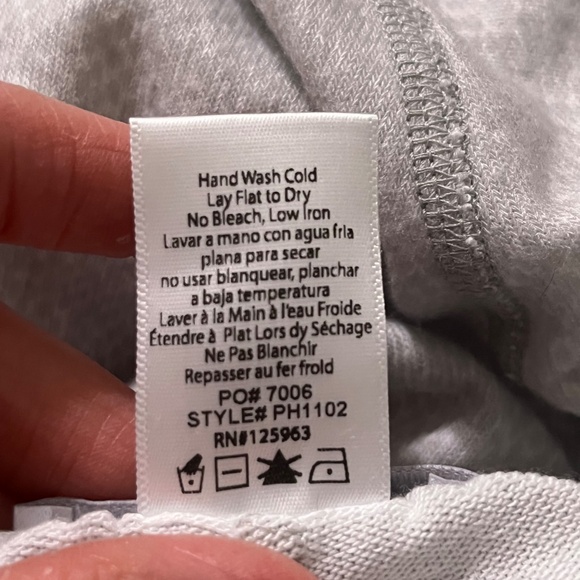 Hand Wash Cold
Lay Flat to Dry
No Bleach, Low Iron
Lavar a mano con agua fria
plana para secar
no usar blanquear, planchar
a baja temperatura
Laver à la Main à l'eau Froide
Étendre à Plat Lors dy Séchage
Ne Pas Blanchir
Repasser au fer frold
PO# 7006
STYLE# PH1102
RN#125963